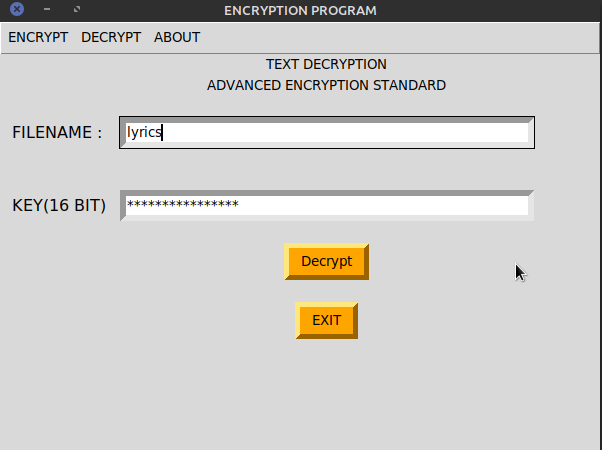 ENCRYPTION PROGRAM
ENCRYPT DECRYPT ABOUT
TEXT DECRYPTION
ADVANCED ENCRYPTION STANDARD
FILENAME : lyrics
KEY(16 BIT) ****************
Decrypt
EXIT